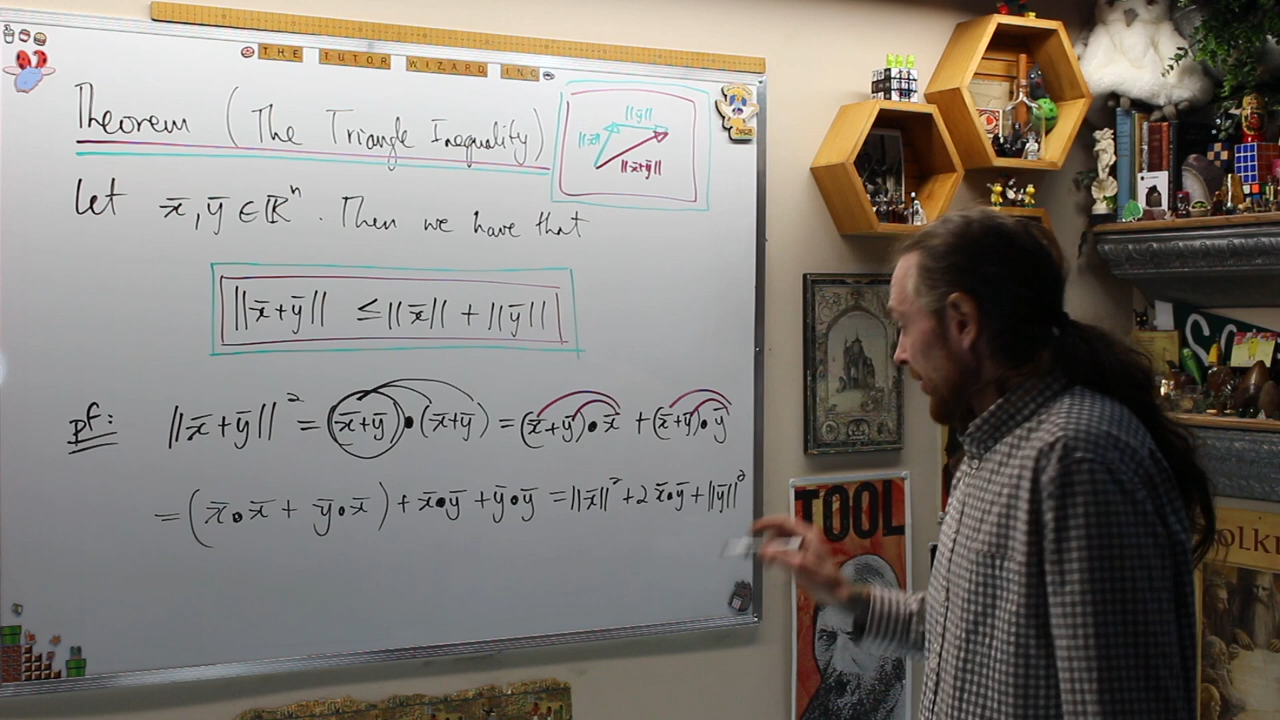 THE TUTOR WIZARD INC
Theorem (The Triangle Inequality)
||x̄|| ||ȳ|| ||x̄+ȳ||
Let x̄, ȳ ∈ ℝⁿ. Then we have that
||x̄+ȳ|| ≤ ||x̄|| + ||ȳ||
pf: ||x̄+ȳ||² = (x̄+ȳ)•(x̄+ȳ) = (x̄+ȳ)•x̄ + (x̄+ȳ)•ȳ
= (x̄•x̄ + ȳ•x̄) + x̄•ȳ + ȳ•ȳ = ||x̄||² + 2 x̄•ȳ + ||ȳ||²
TOOL